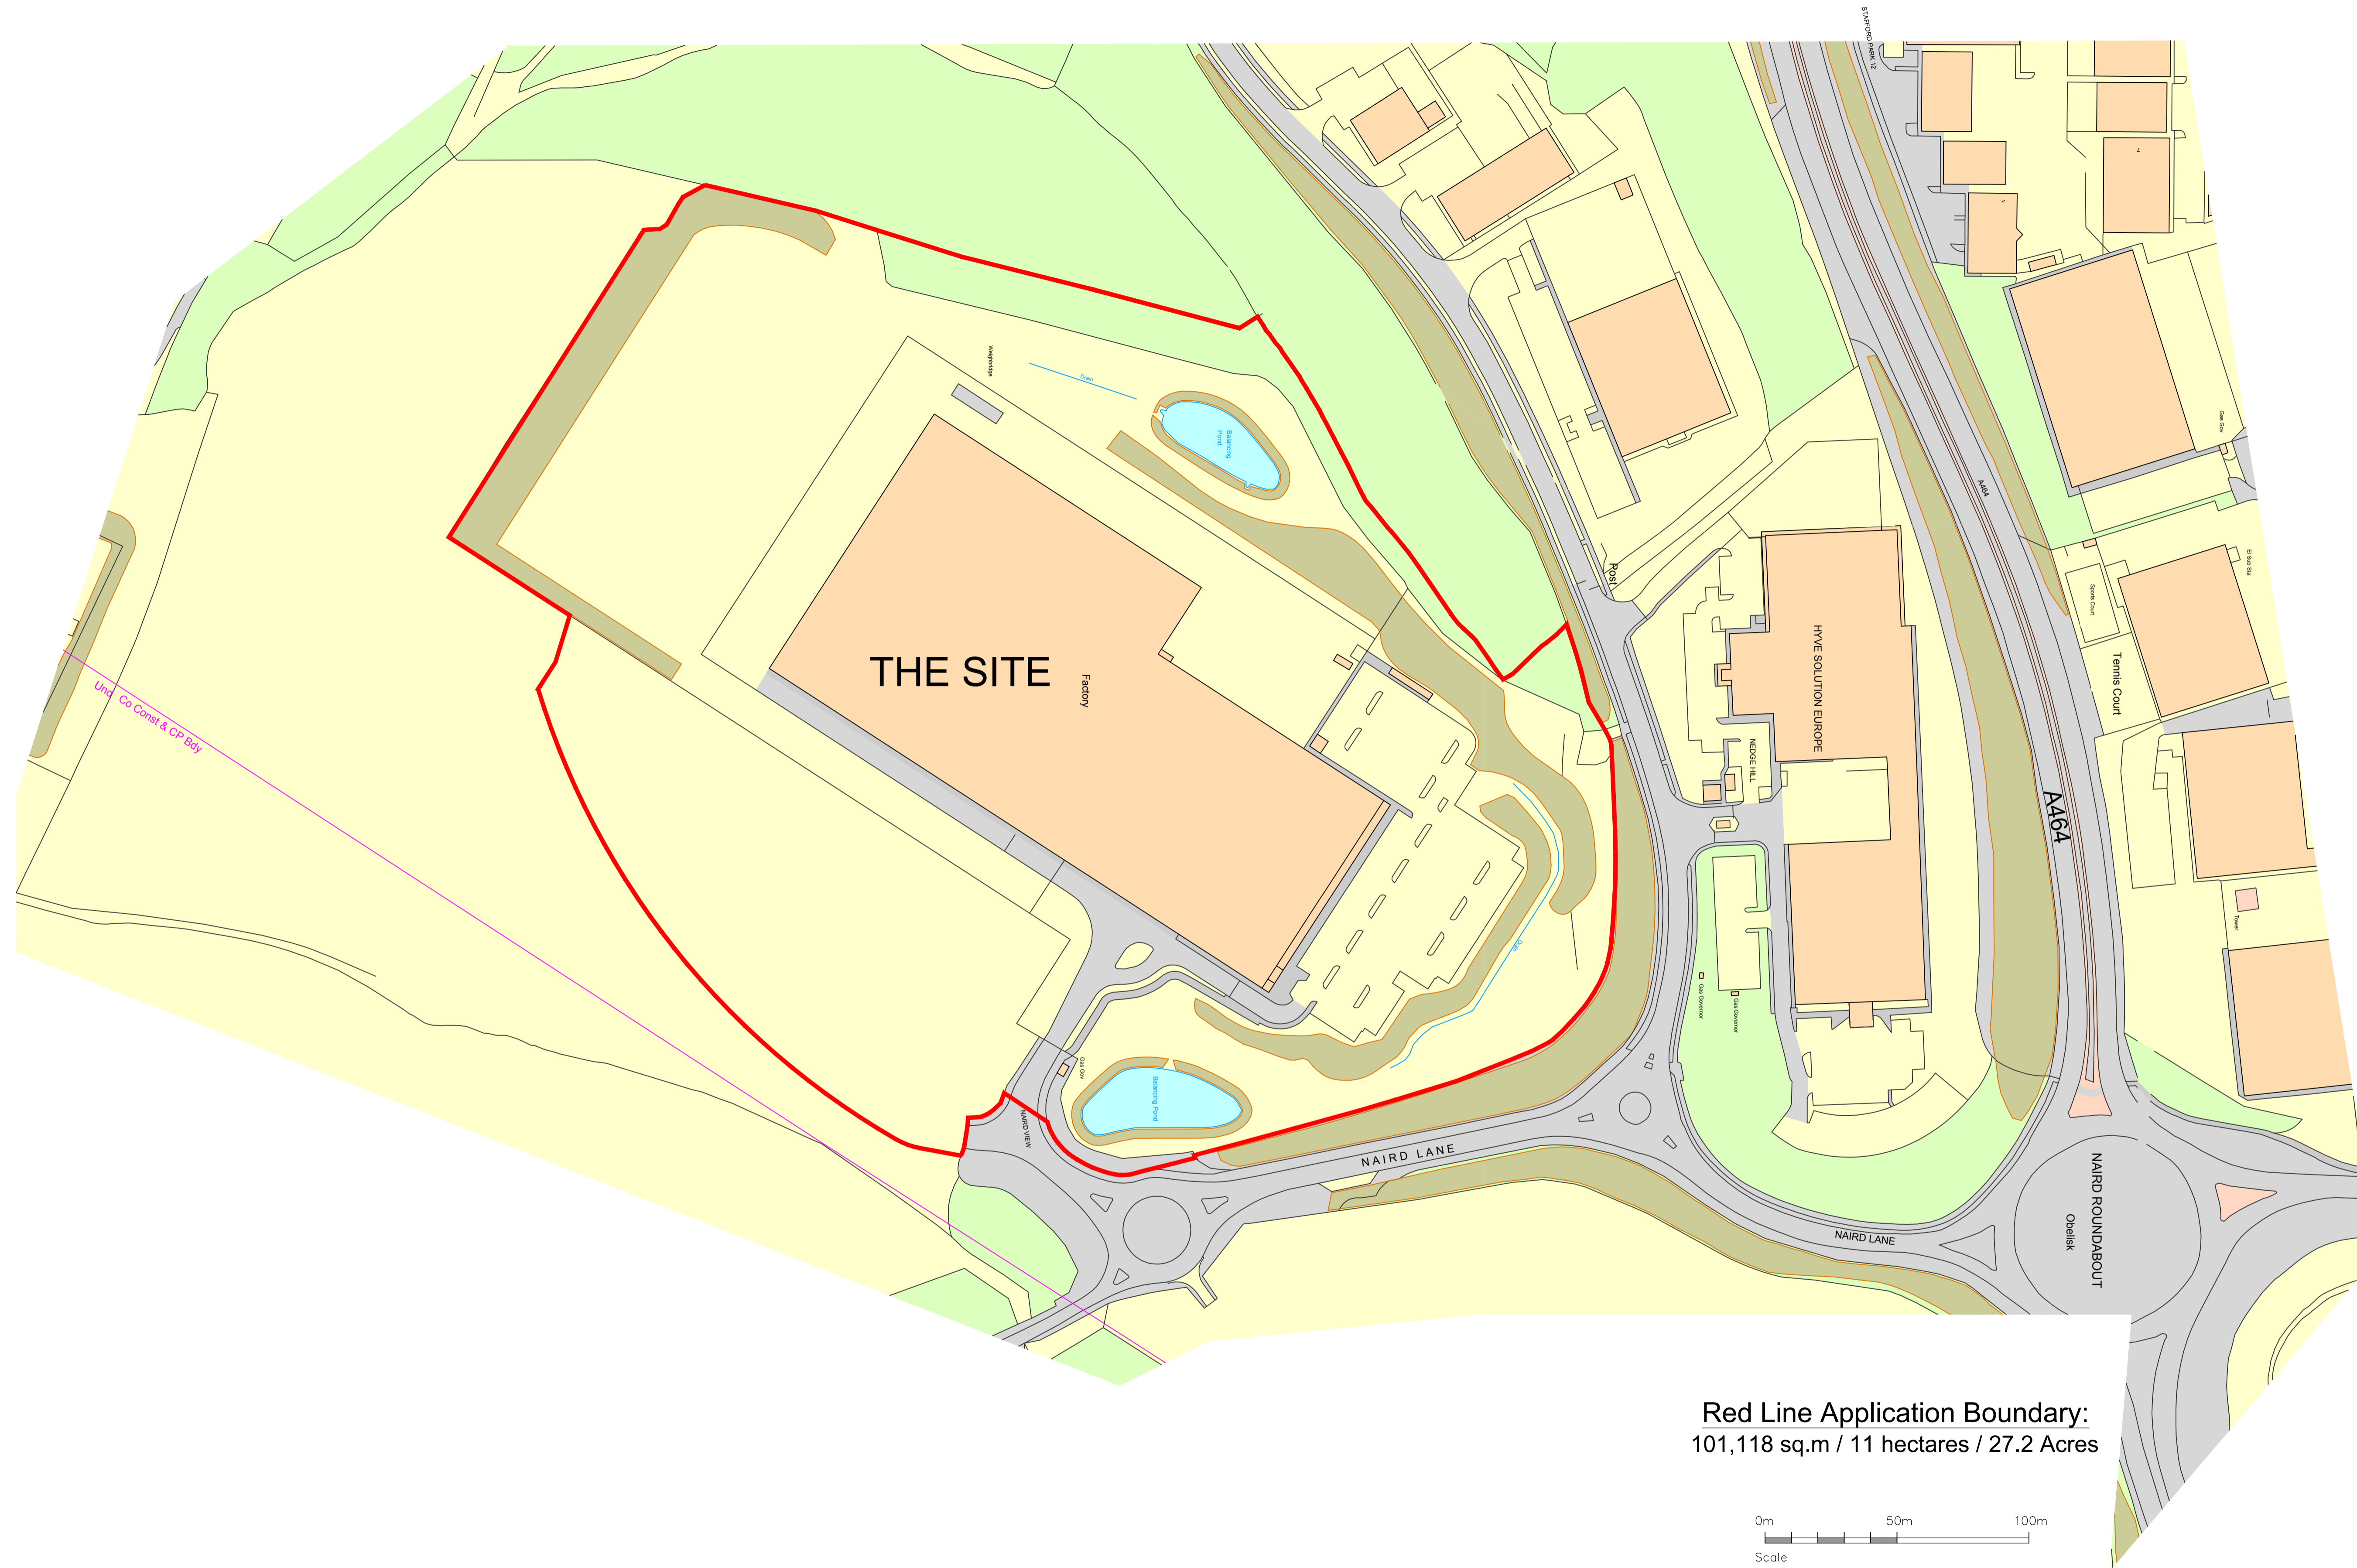 STAFFORD PARK 12
Weighbridge
Drain
Balancing
Pond
A464
Gas Gov
El Sub Sta
Sports Court
Tennis Court
Post
HYVE SOLUTION EUROPE
NEDGE HILL
THE SITE
Factory
Und
Co Const & CP Bdy
A464
Tower
Drain
Gas Governor
Gas Governor
Gas Gov
Balancing Pond
NAIRD VIEW
NAIRD LANE
NAIRD LANE
NAIRD ROUNDABOUT
Obelisk
Red Line Application Boundary:
101,118 sq.m / 11 hectares / 27.2 Acres
0m 50m 100m
Scale